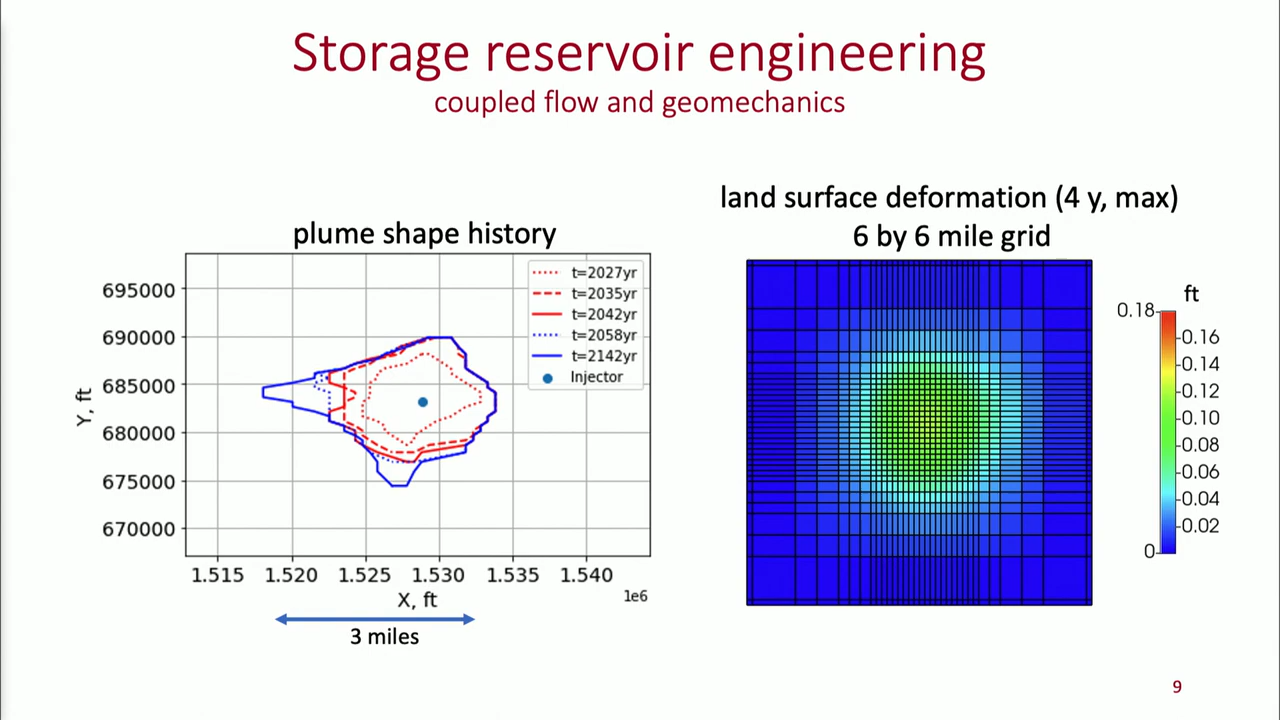 Storage reservoir engineering
coupled flow and geomechanics
plume shape history
695000
690000
685000
680000
675000
670000
Y, ft
t=2027yr
t=2035yr
t=2042yr
t=2058yr
t=2142yr
Injector
1.515 1.520 1.525 1.530 1.535 1.540
X, ft
1e6
3 miles
land surface deformation (4 y, max)
6 by 6 mile grid
ft
0.18
0.16
0.14
0.12
0.10
0.08
0.06
0.04
0.02
0
9